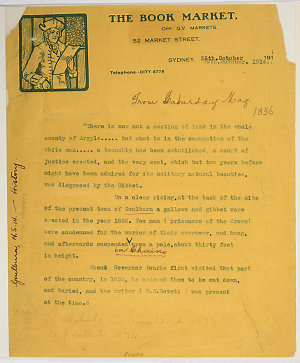 THE BOOK MARKET,
OPP. Q.V. MARKETS.
52 MARKET STREET.
SYDNEY, 26th. October 191
Telephone: CITY 8779
From Saturday Mag
1836
"There is now not a section of land in the whole
county of Argyle..... but what is in the occupation of the
white man..... a township has been established, a court of
justice erected, and the very spot, which but two years before
might have been admired for its solitary natural beauties,
was disgraced by the Gibbet.
On a clear rising, at the back of the site
of the present town of Goulburn a gallows and gibbet were
erected in the year 1832. Two men ( prisoners of the Crown)
were condemned for the murder of their overseer, and hung,
and afterwards suspended upon a pole, about thirty feet
in height.
in Chains
When Governor Bourke first visited that part
of the country, in 1832, he ordered them to be cut down,
and buried, and the writer ( W.R.Govett ) was present
at the time."
Goulburn N.S.W. — History